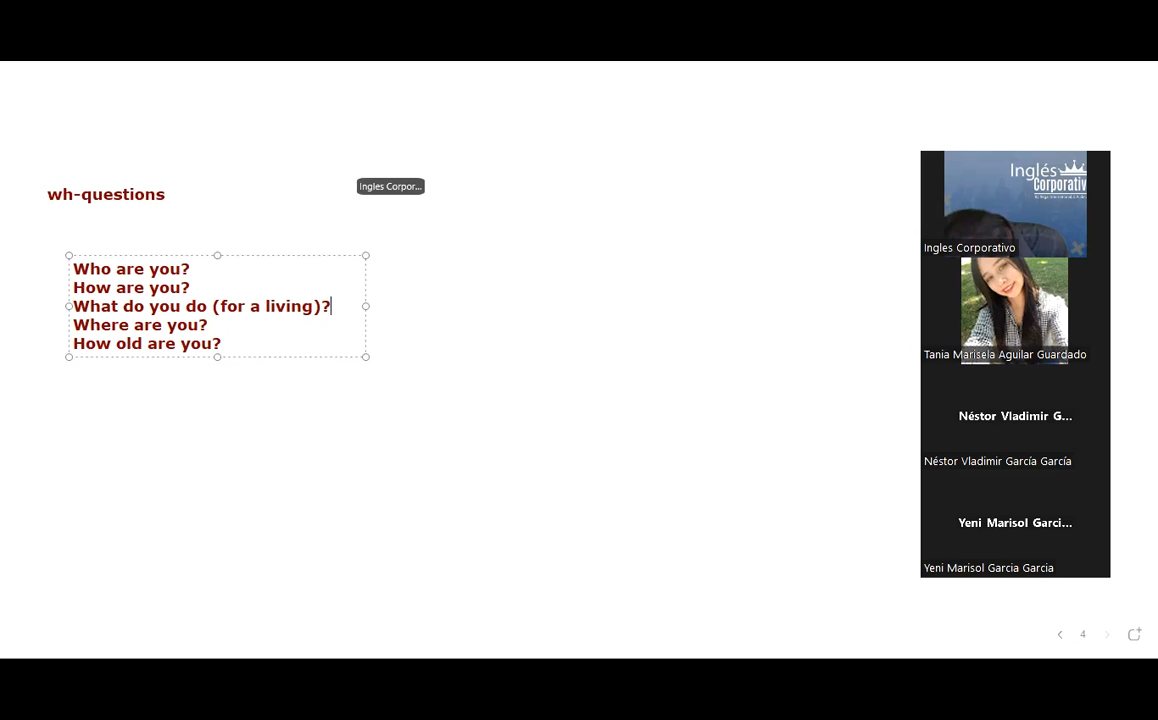 wh-questions
Ingles Corpor...
Who are you?
How are you?
What do you do (for a living)?
Where are you?
How old are you?
Inglés
Corporativ
Ingles Corporativo
Tania Marisela Aguilar Guardado
Néstor Vladimir G...
Néstor Vladimir García García
Yeni Marisol Garci...
Yeni Marisol Garcia Garcia
4